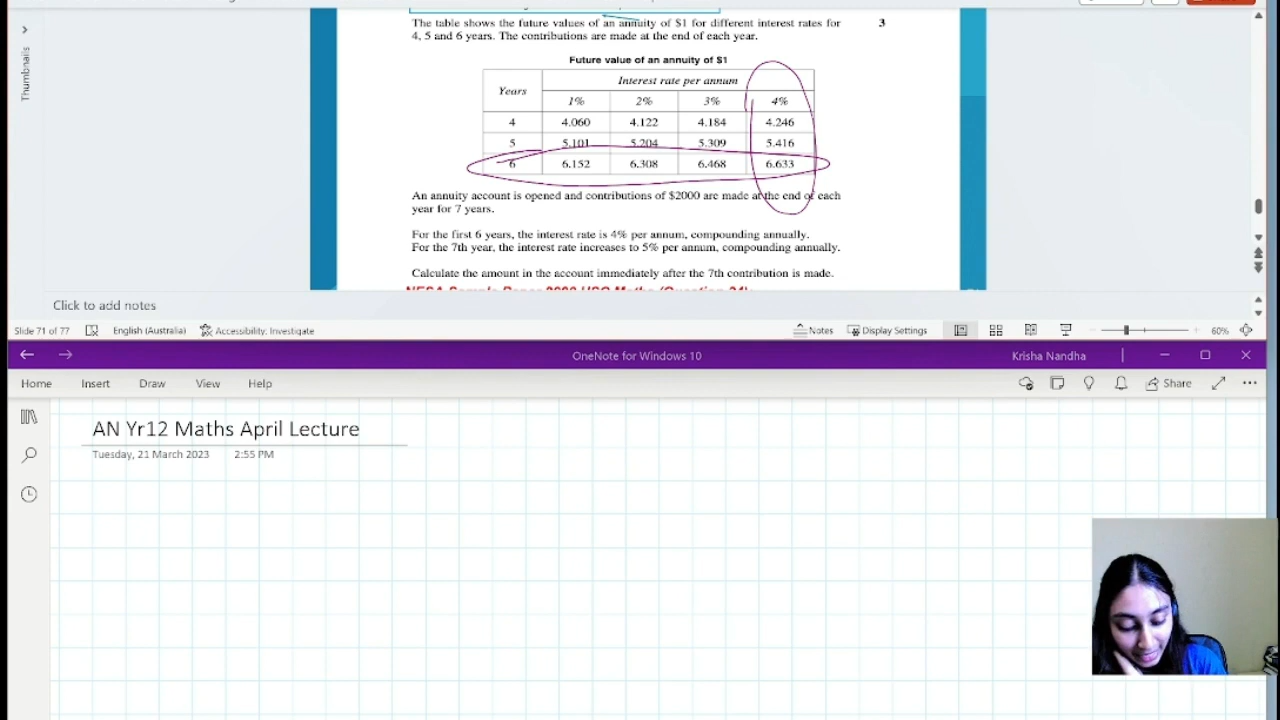 The table shows the future values of an annuity of $1 for different interest rates for 3
4, 5 and 6 years. The contributions are made at the end of each year.
Future value of an annuity of $1
Years Interest rate per annum
1% 2% 3% 4%
4 4.060 4.122 4.184 4.246
5 5.101 5.204 5.309 5.416
6 6.152 6.308 6.468 6.633
An annuity account is opened and contributions of $2000 are made at the end of each
year for 7 years.
For the first 6 years, the interest rate is 4% per annum, compounding annually.
For the 7th year, the interest rate increases to 5% per annum, compounding annually.
Calculate the amount in the account immediately after the 7th contribution is made.
Thumbnails
Click to add notes
Slide 71 of 77 English (Australia) Accessibility: Investigate Notes Display Settings 60%
OneNote for Windows 10 Krisha Nandha
Home Insert Draw View Help Share
AN Yr12 Maths April Lecture
Tuesday, 21 March 2023 2:55 PM